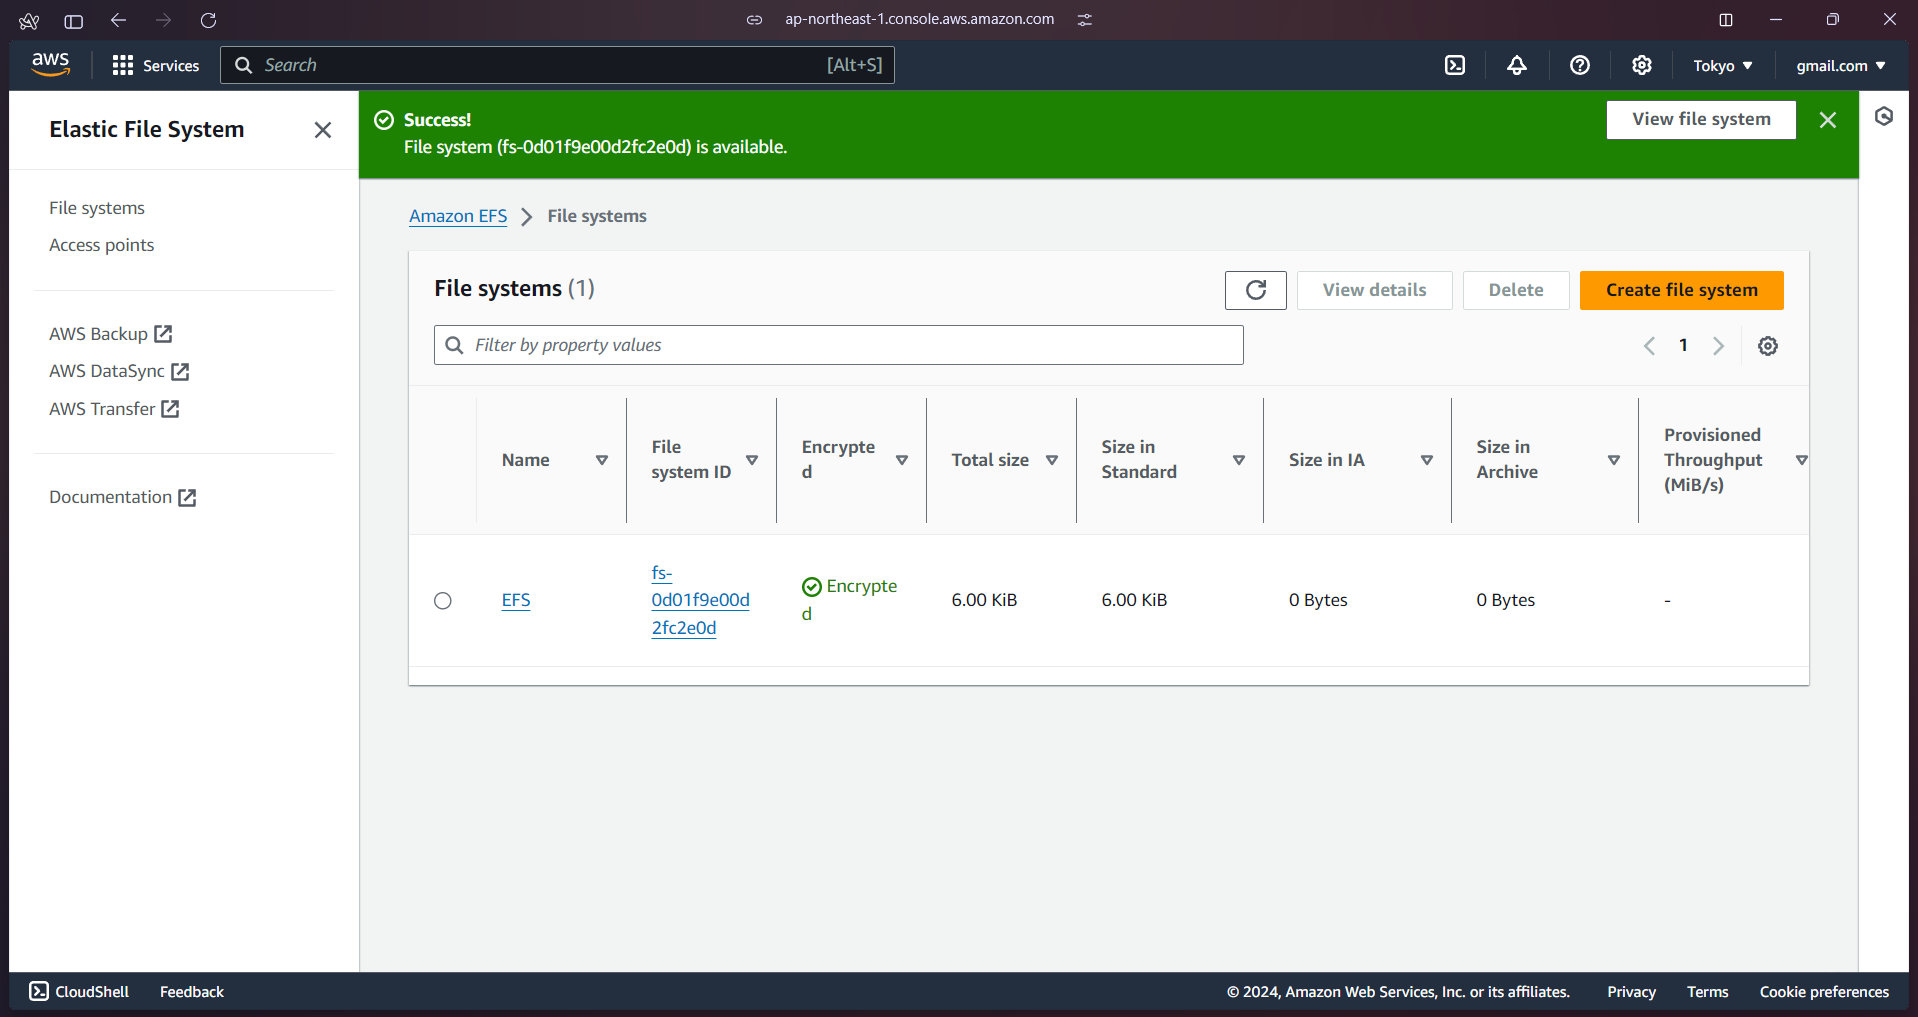 ap-northeast-1.console.aws.amazon.com
aws
Services
Search
[Alt+S]
Tokyo
gmail.com
Elastic File System
File systems
Access points
AWS Backup
AWS DataSync
AWS Transfer
Documentation
Success!
File system (fs-0d01f9e00d2fc2e0d) is available.
View file system
Amazon EFS
File systems
File systems (1)
View details
Delete
Create file system
Filter by property values
1
Name
File
system ID
Encrypte
d
Total size
Size in
Standard
Size in IA
Size in
Archive
Provisioned
Throughput
(MiB/s)
EFS
fs-
0d01f9e00d
2fc2e0d
Encrypte
d
6.00 KiB
6.00 KiB
0 Bytes
0 Bytes
-
CloudShell
Feedback
© 2024, Amazon Web Services, Inc. or its affiliates.
Privacy
Terms
Cookie preferences